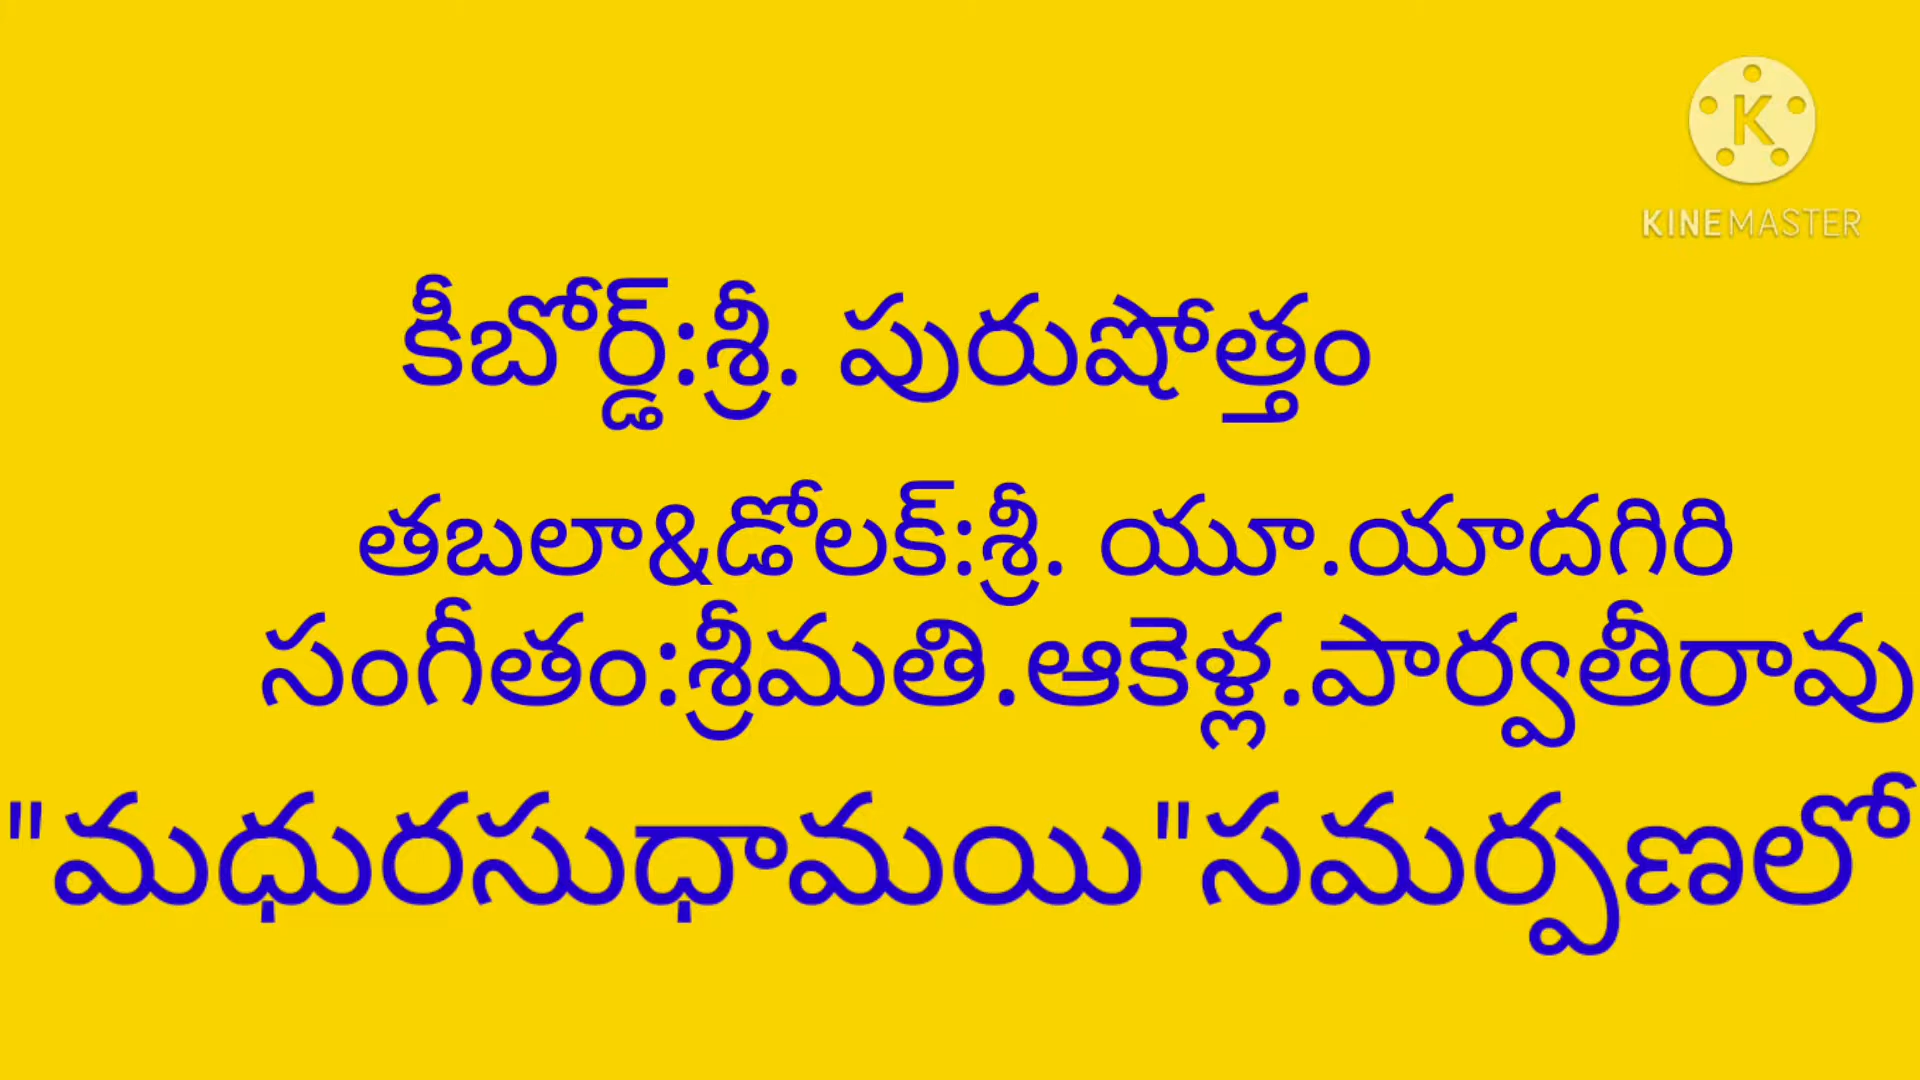 K
KINEMASTER
కీబోర్డ్:శ్రీ. పురుషోత్తం
తబలా&డోలక్:శ్రీ. యూ.యాదగిరి
సంగీతం:శ్రీమతి.ఆకెళ్ల.పార్వతీరావు
"మధురసుధామయి"సమర్పణలో